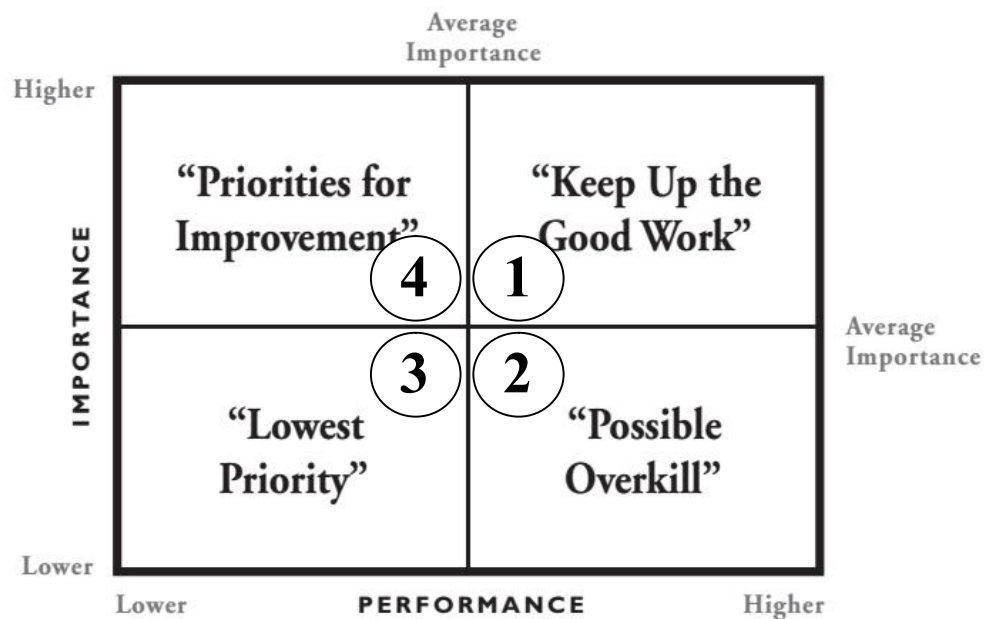 Average
Importance
Higher
“Priorities for
Improvement”
“Keep Up the
Good Work”
4
1
IMPORTANCE
Average
Importance
3
2
“Lowest
Priority”
“Possible
Overkill”
Lower
Lower
PERFORMANCE
Higher